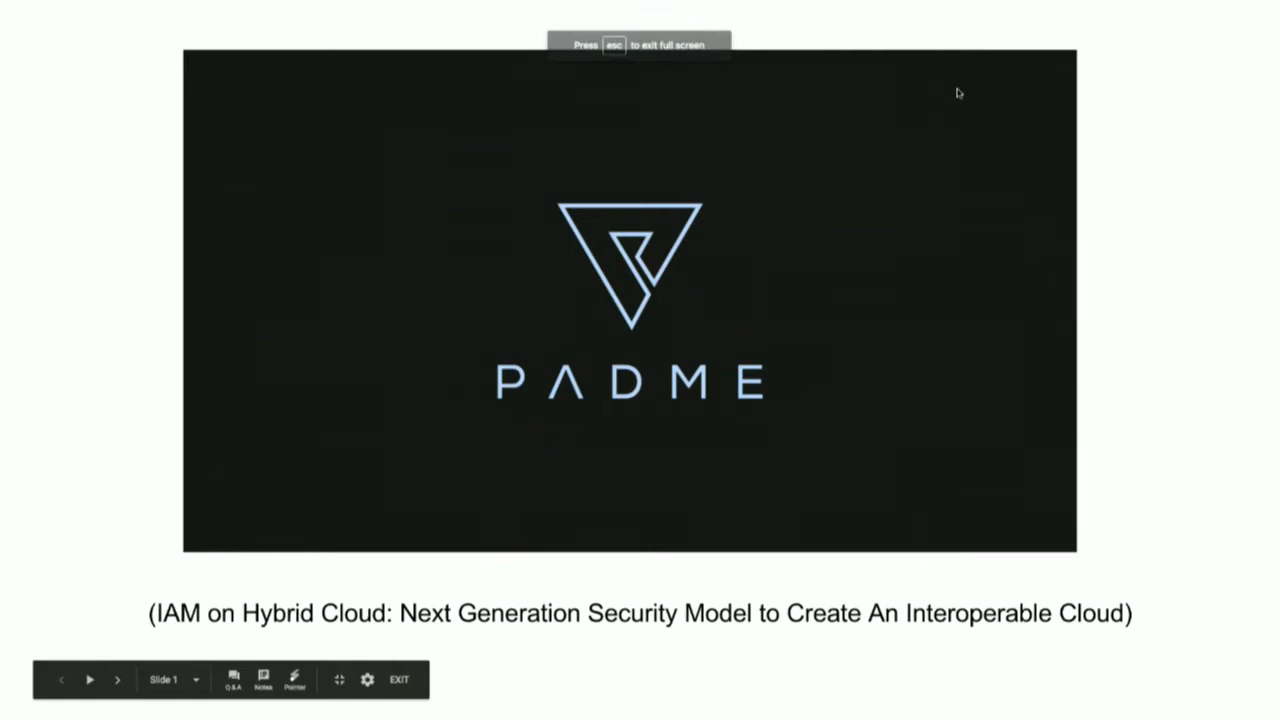 Press esc to exit full screen
PADME
(IAM on Hybrid Cloud: Next Generation Security Model to Create An Interoperable Cloud)
Slide 1
Q&A Notes Pointer
EXIT